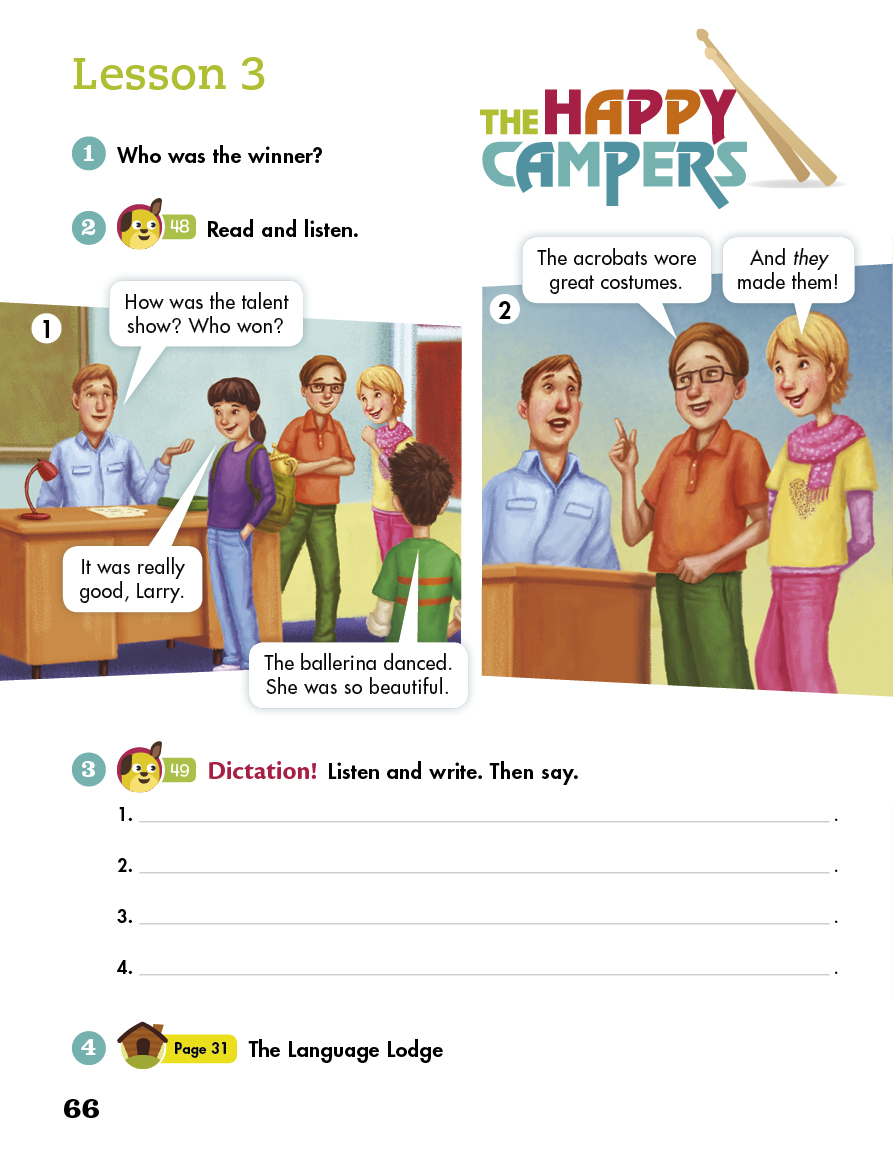 Lesson 3
THE HAPPY
CAMPERS
1 Who was the winner?
2 48 Read and listen.
1
How was the talent
show? Who won?
It was really
good, Larry.
The ballerina danced.
She was so beautiful.
2
The acrobats wore
great costumes.
And they
made them!
3 49 Dictation! Listen and write. Then say.
1. .
2. .
3. .
4. .
4 Page 31 The Language Lodge
66